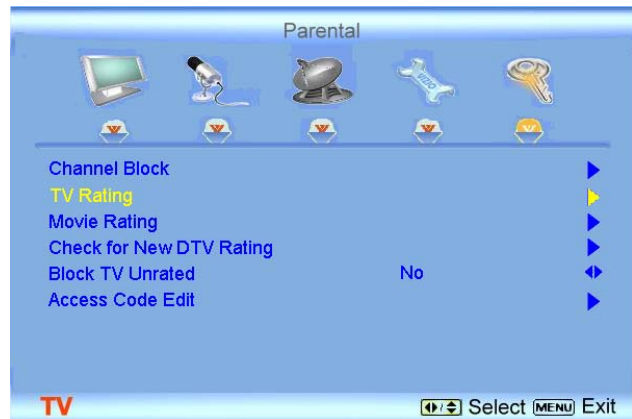 Parental
VIZIO
Channel Block
TV Rating
Movie Rating
Check for New DTV Rating
Block TV Unrated No
Access Code Edit
TV Select MENU Exit